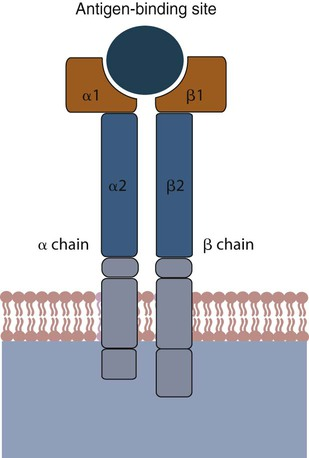 Antigen-binding site
α1
β1
α2
β2
α chain
β chain